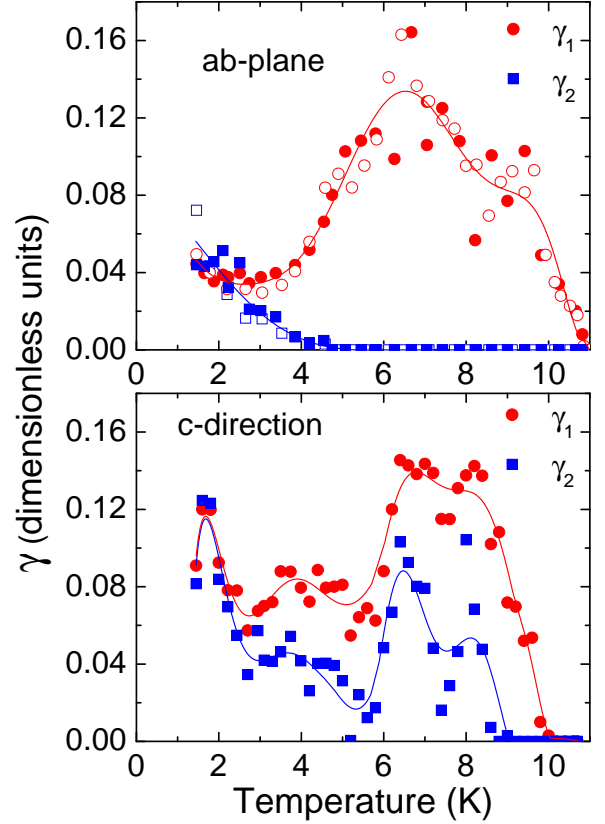 0.16
γ1
ab-plane
γ2
0.12
0.08
0.04
0.00
0 2 4 6 8 10
c-direction
γ1
0.16
γ2
0.12
0.08
0.04
0.00
0 2 4 6 8 10
Temperature (K)
γ (dimensionless units)